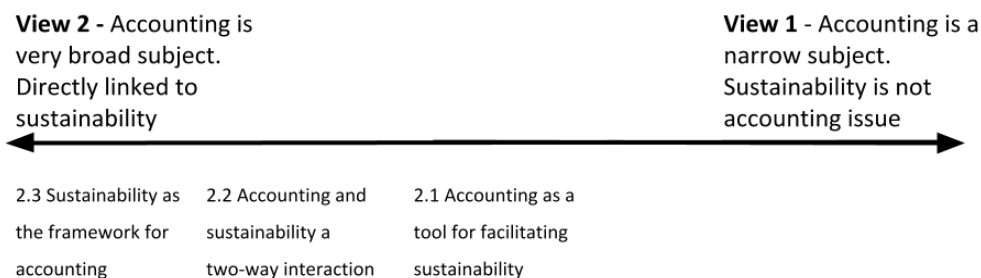 View 2 - Accounting is
very broad subject.
Directly linked to
sustainability
View 1 - Accounting is a
narrow subject.
Sustainability is not
accounting issue
2.3 Sustainability as
the framework for
accounting
2.2 Accounting and
sustainability a
two-way interaction
2.1 Accounting as a
tool for facilitating
sustainability